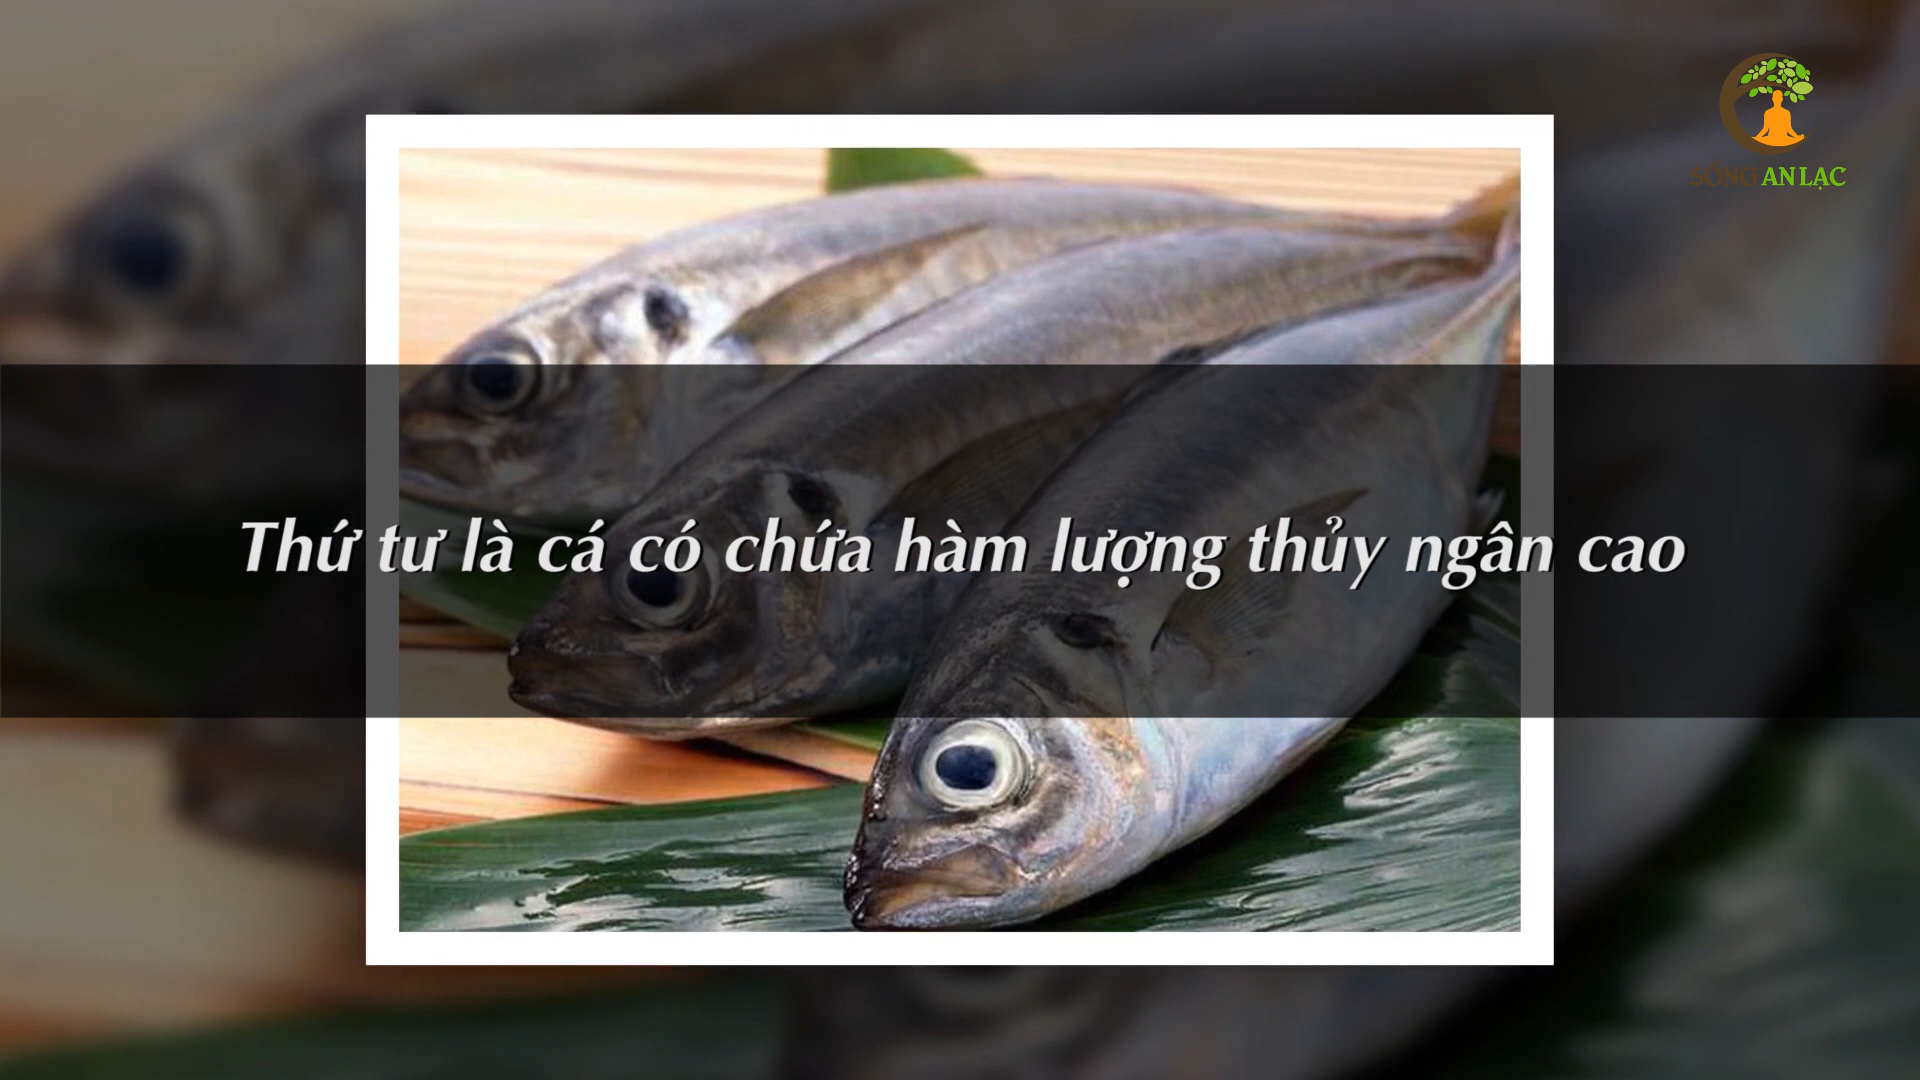 SỐNG AN LẠC
Thứ tư là cá có chứa hàm lượng thủy ngân cao